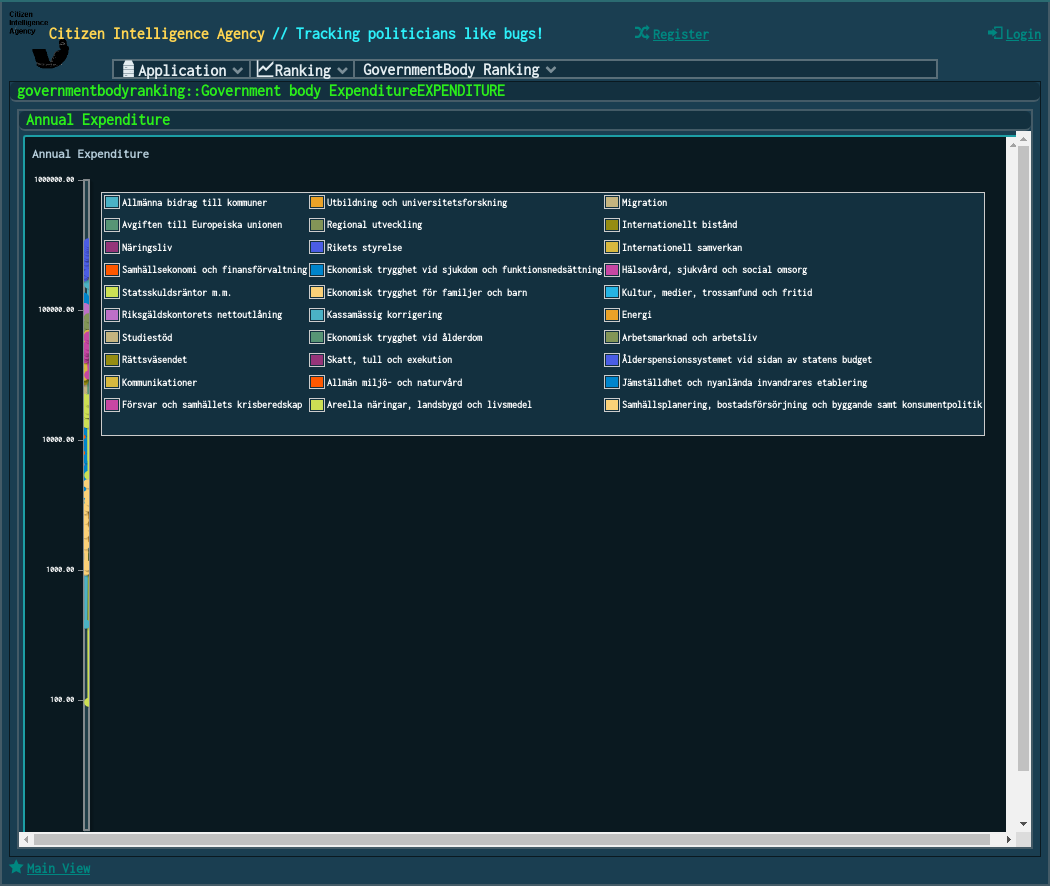 Citizen
Intelligence
Agency
Citizen Intelligence Agency // Tracking politicians like bugs!
Register
Login
Application
Ranking
GovernmentBody Ranking
governmentbodyranking::Government body ExpenditureEXPENDITURE
Annual Expenditure
Annual Expenditure
1000000.00
100000.00
10000.00
1000.00
100.00
Allmänna bidrag till kommuner
Utbildning och universitetsforskning
Migration
Avgiften till Europeiska unionen
Regional utveckling
Internationellt bistånd
Näringsliv
Rikets styrelse
Internationell samverkan
Samhällsekonomi och finansförvaltning
Ekonomisk trygghet vid sjukdom och funktionsnedsättning
Hälsovård, sjukvård och social omsorg
Statsskuldsräntor m.m.
Ekonomisk trygghet för familjer och barn
Kultur, medier, trossamfund och fritid
Riksgäldskontorets nettoutlåning
Kassamässig korrigering
Energi
Studiestöd
Ekonomisk trygghet vid ålderdom
Arbetsmarknad och arbetsliv
Rättsväsendet
Skatt, tull och exekution
Ålderspensionssystemet vid sidan av statens budget
Kommunikationer
Allmän miljö- och naturvård
Jämställdhet och nyanlända invandrares etablering
Försvar och samhällets krisberedskap
Areella näringar, landsbygd och livsmedel
Samhällsplanering, bostadsförsörjning och byggande samt konsumentpolitik
Main View